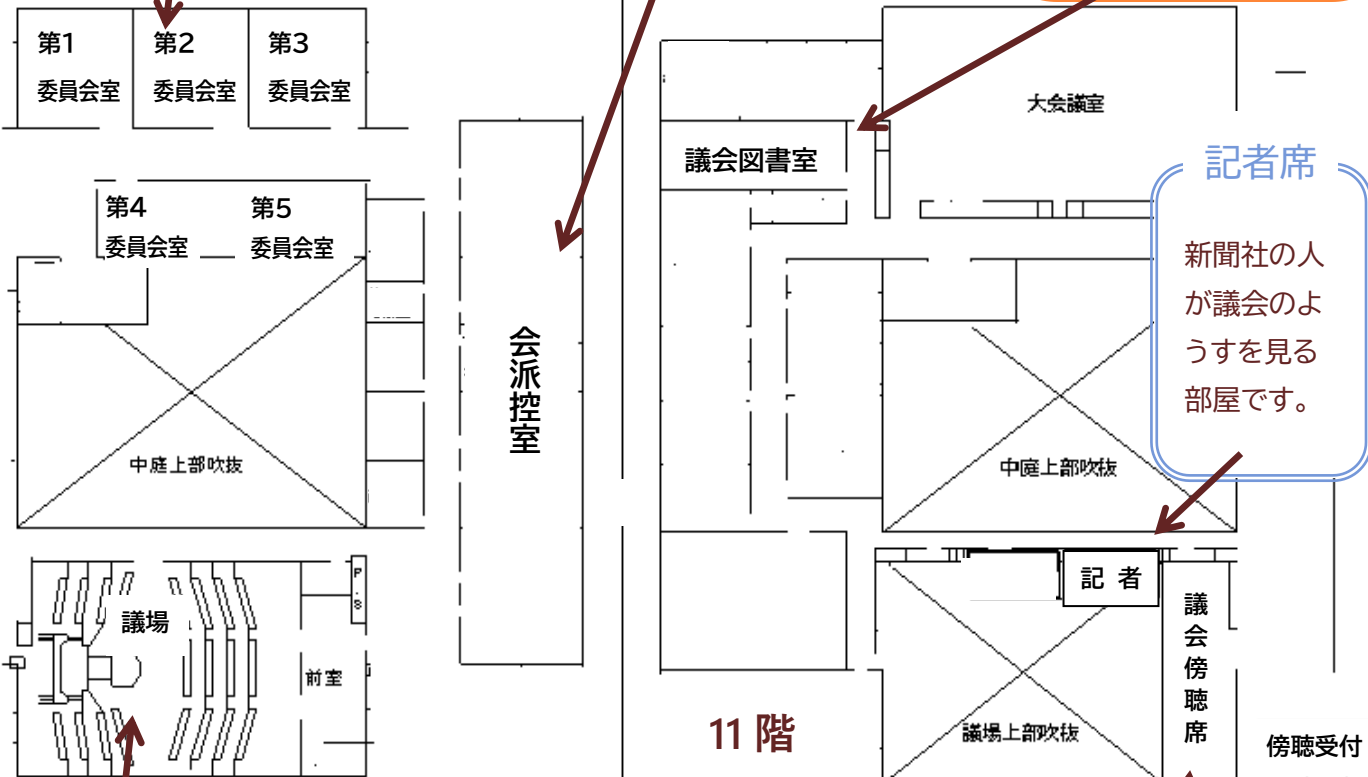 第1
委員会室
第2
委員会室
第3
委員会室
第4
委員会室
第5
委員会室
中庭上部吹抜
会派控室
議場
前室
P.S
大会議室
議会図書室
記者席
新聞社の人
が議会のよ
うすを見る
部屋です。
中庭上部吹抜
記 者
議会傍聴席
議場上部吹抜
11 階
傍聴受付